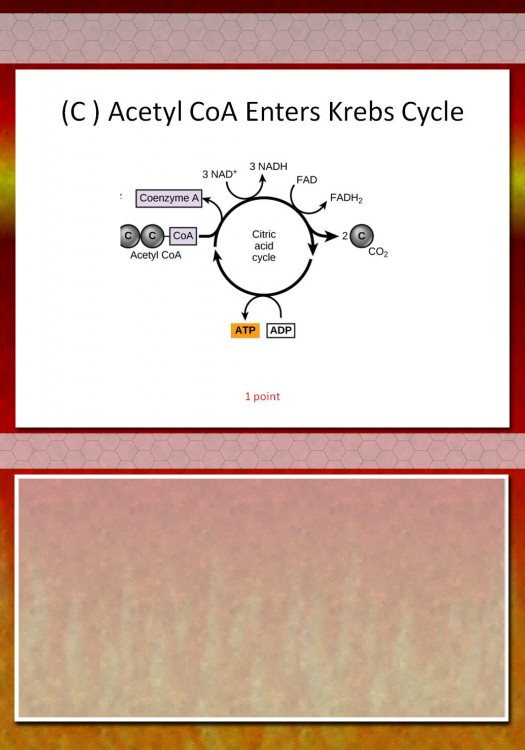 (C ) Acetyl CoA Enters Krebs Cycle
3 NAD⁺
3 NADH
FAD
FADH₂
Coenzyme A
C C CoA
Acetyl CoA
Citric
acid
cycle
2 C
CO₂
ATP ADP
1 point